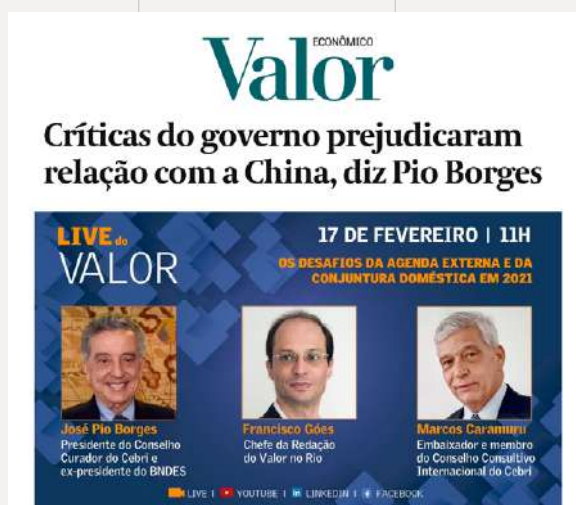 ECONÔMICO
Valor
Críticas do governo prejudicaram
relação com a China, diz Pio Borges
LIVE do
VALOR
17 DE FEVEREIRO | 11H
OS DESAFIOS DA AGENDA EXTERNA E DA
CONJUNTURA DOMÉSTICA EM 2021
José Pio Borges
Presidente do Conselho
Curador do Cebri e
ex-presidente do BNDES
Francisco Góes
Chefe da Redação
do Valor no Rio
Marcos Caramuru
Embaixador e membro
do Conselho Consultivo
Internacional do Cebri
LIVE | YOUTUBE | LINKEDIN | FACEBOOK